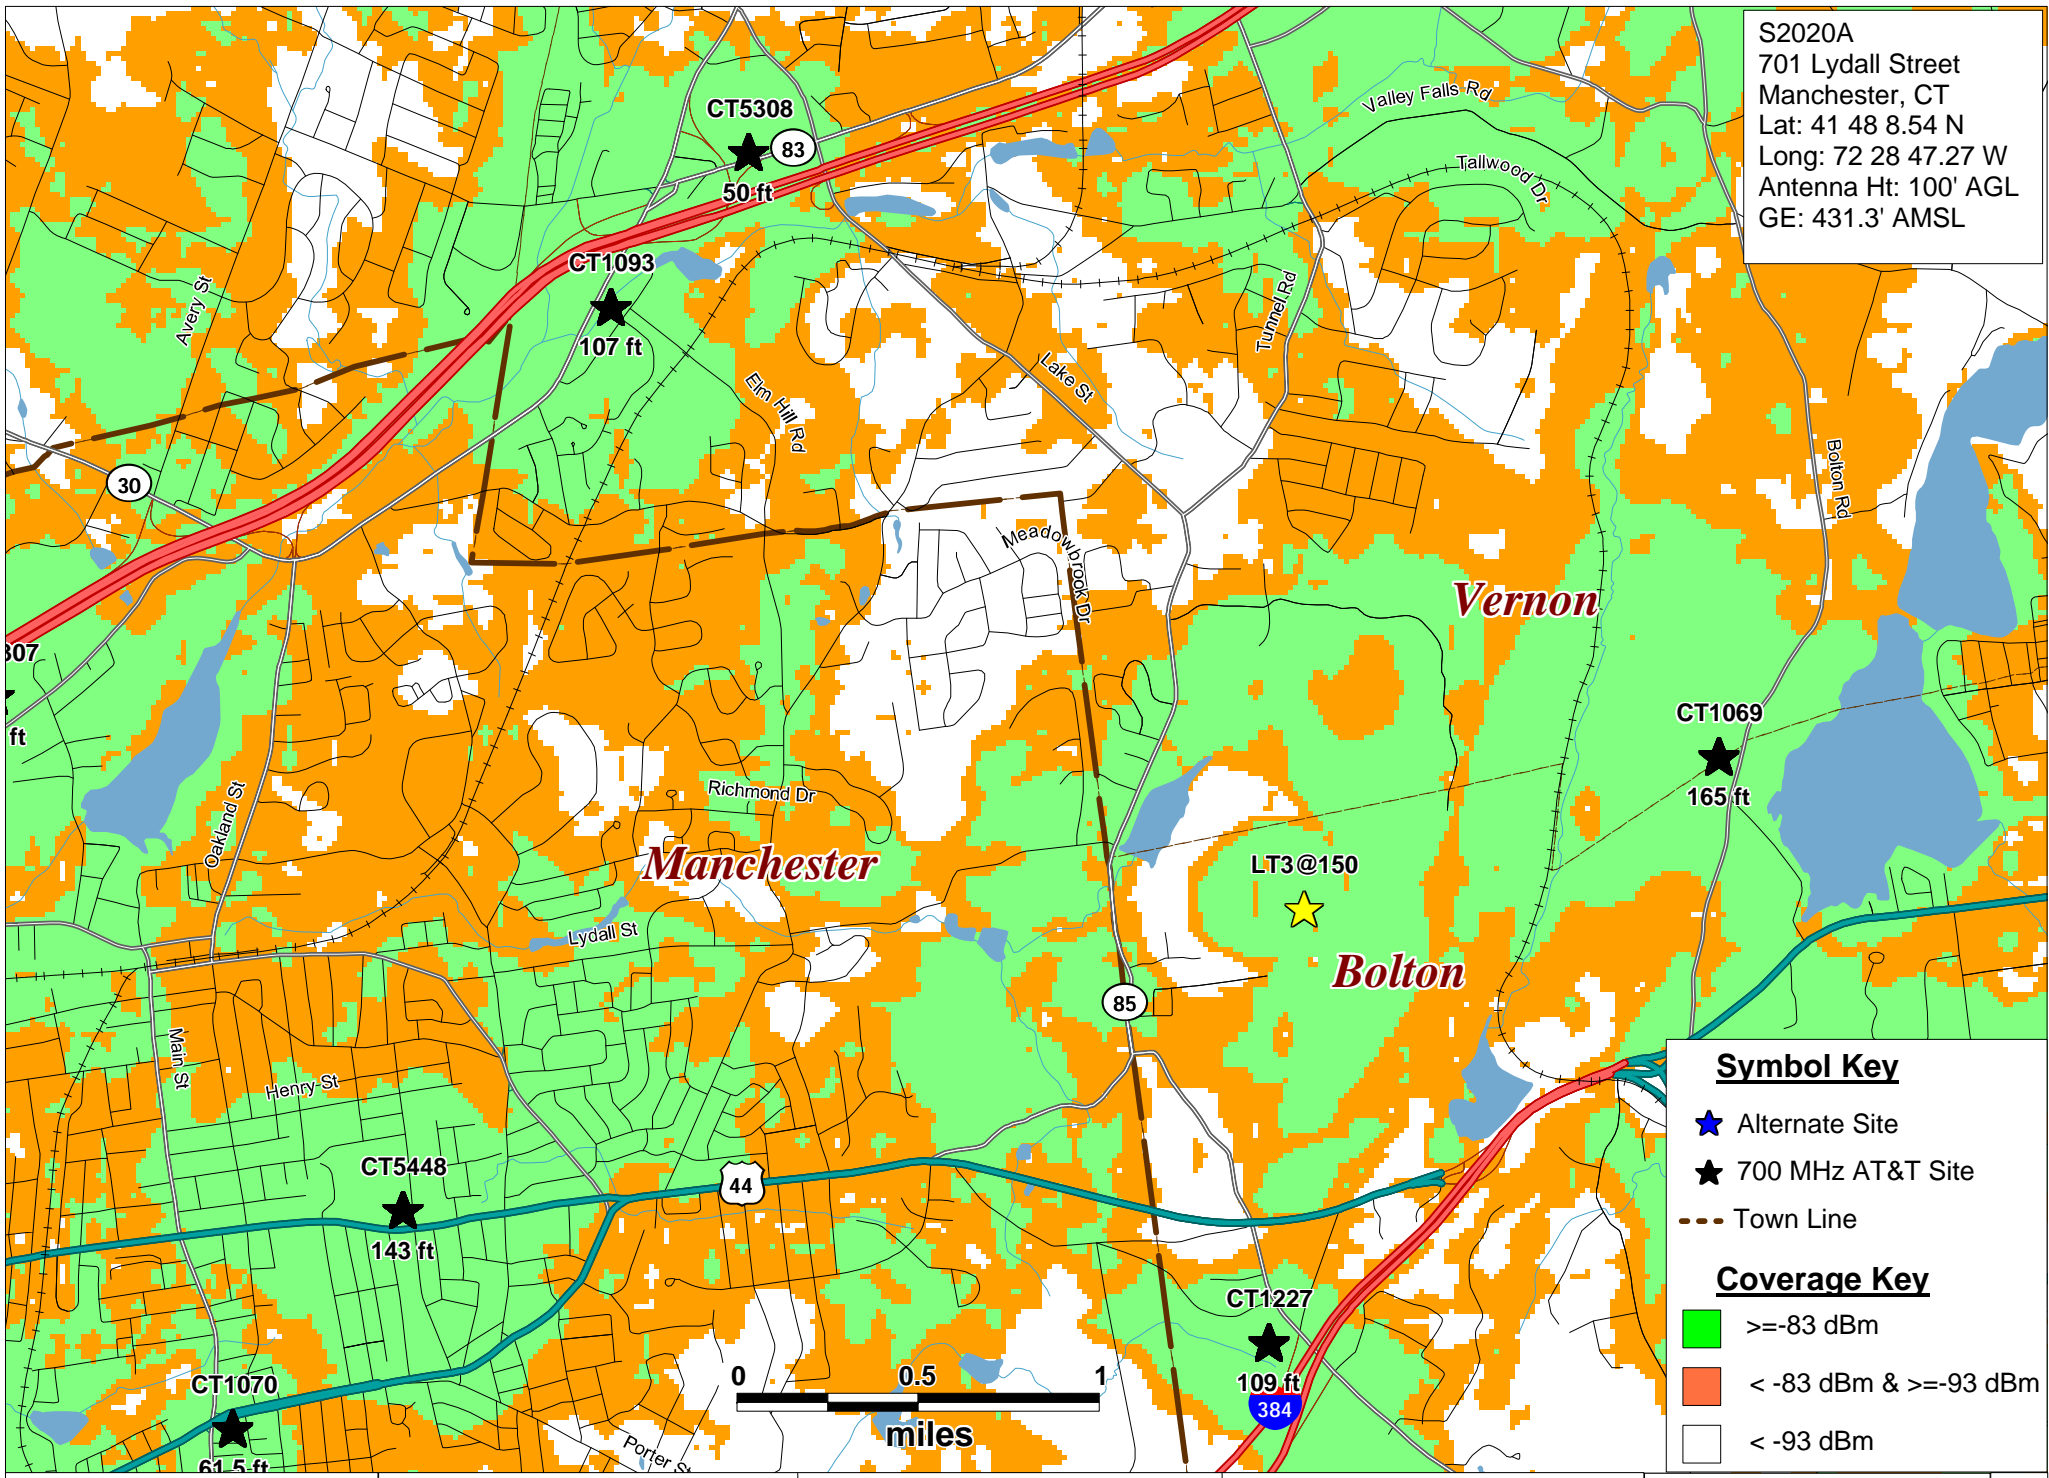 S2020A
701 Lydall Street
Manchester, CT
Lat: 41 48 8.54 N
Long: 72 28 47.27 W
Antenna Ht: 100' AGL
GE: 431.3' AMSL
CT5308
83
50 ft
Valley Falls Rd
Tallwood Dr
CT1093
107 ft
Avery St
Tunnel Rd
Lake St
Elm Hill Rd
Bolton Rd
30
Meadowbrook Dr
Vernon
307
ft
CT1069
165 ft
Oakland St
Richmond Dr
Manchester
LT3@150
Lydall St
Bolton
85
Main St
Henry St
CT5448
143 ft
44
CT1227
109 ft
384
CT1070
61.5 ft
Porter St
0 0.5 1
miles
Symbol Key
Alternate Site
700 MHz AT&T Site
Town Line
Coverage Key
>=-83 dBm
< -83 dBm & >=-93 dBm
< -93 dBm